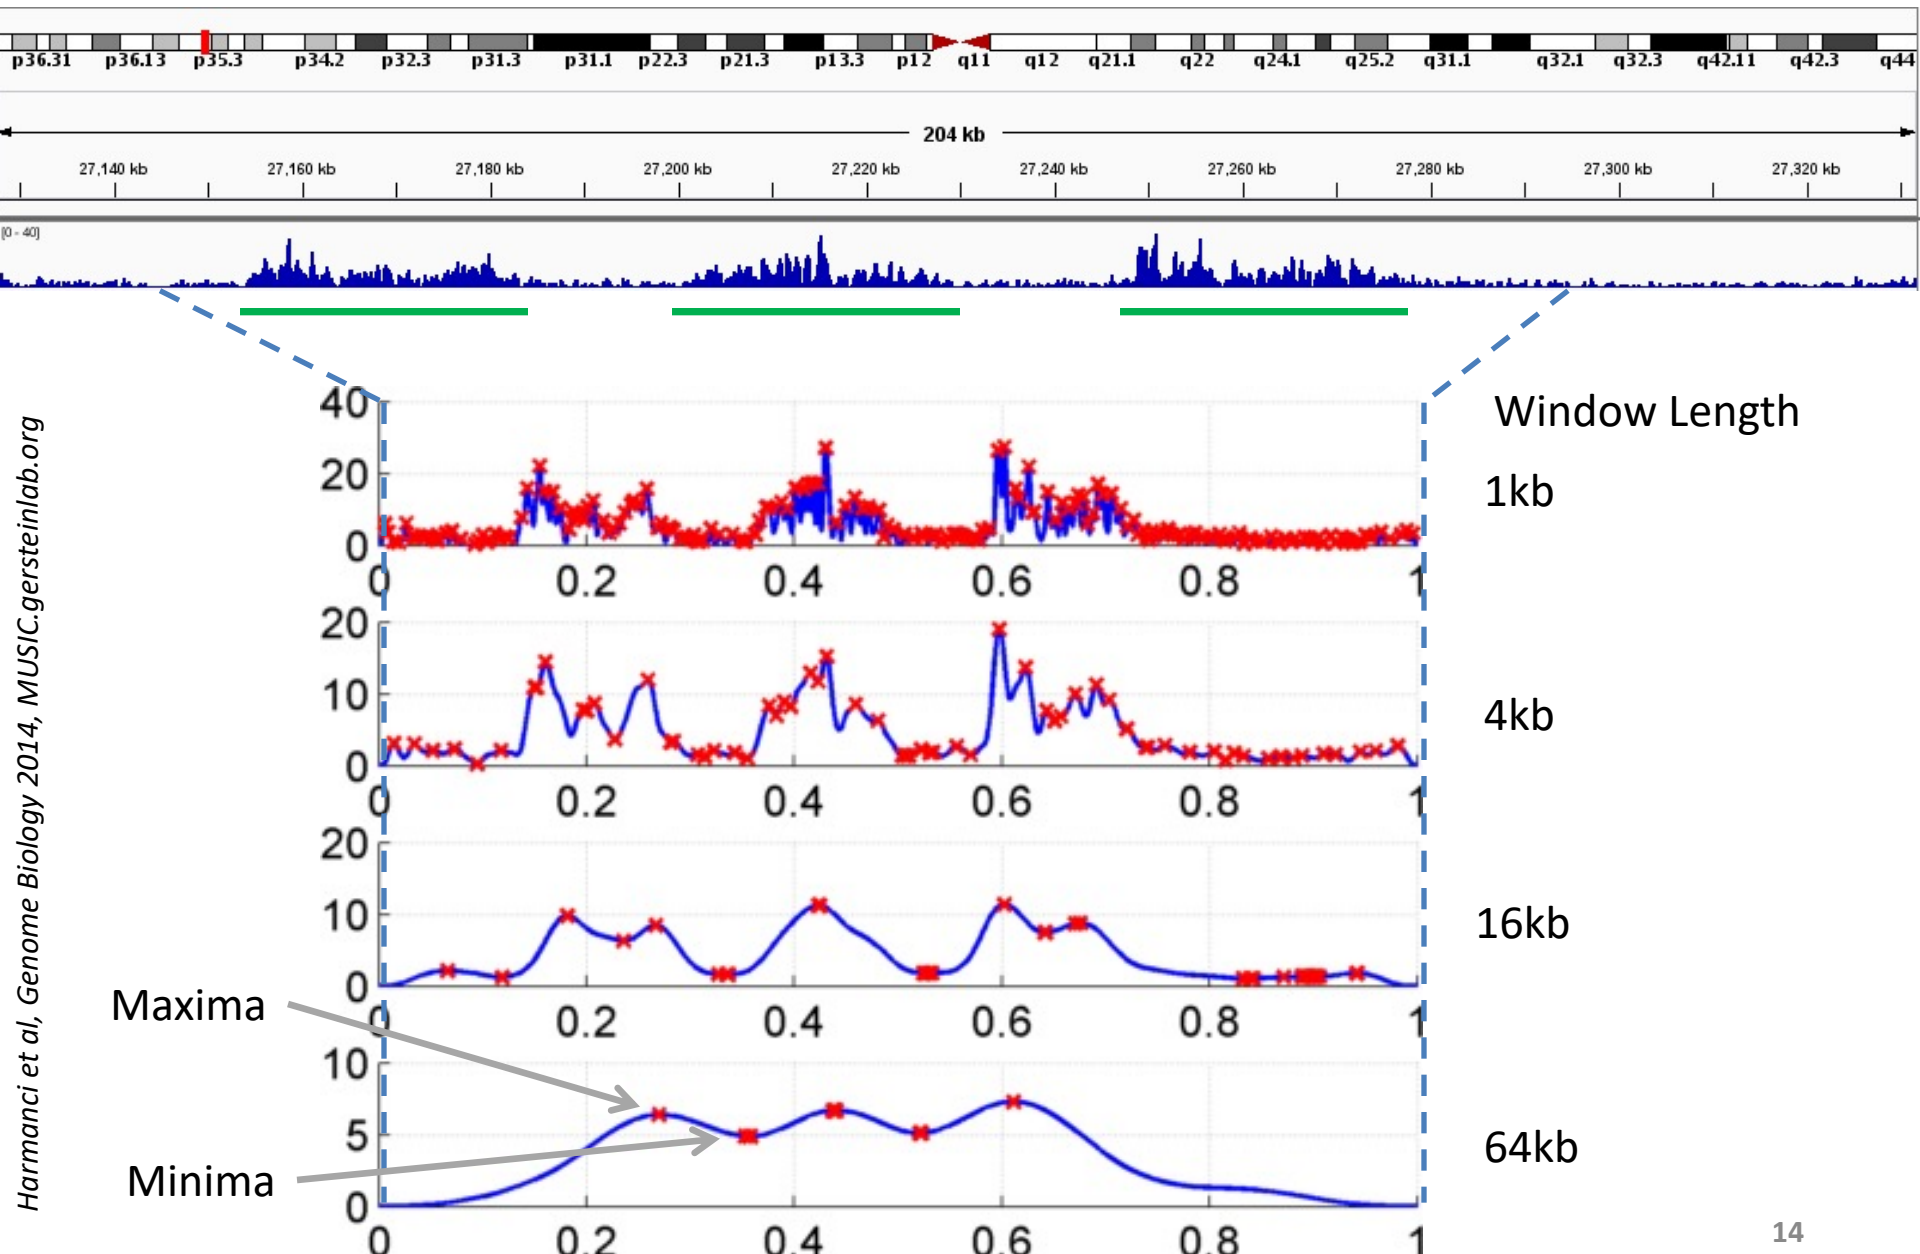 p36.31 p36.13 p35.3 p34.2 p32.3 p31.3 p31.1 p22.3 p21.3 p13.3 p12 q11 q12 q21.1 q22 q24.1 q25.2 q31.1 q32.1 q32.3 q42.11 q42.3 q44
204 kb
27,140 kb 27,160 kb 27,180 kb 27,200 kb 27,220 kb 27,240 kb 27,260 kb 27,280 kb 27,300 kb 27,320 kb
[0 - 40]
Harmanci et al, Genome Biology 2014, MUSIC.gersteinlab.org
Window Length
40
20
0
0 0.2 0.4 0.6 0.8 1
1kb
20
10
0
0 0.2 0.4 0.6 0.8 1
4kb
20
10
0
0 0.2 0.4 0.6 0.8 1
16kb
Maxima
Minima
10
5
0
0 0.2 0.4 0.6 0.8 1
64kb
14